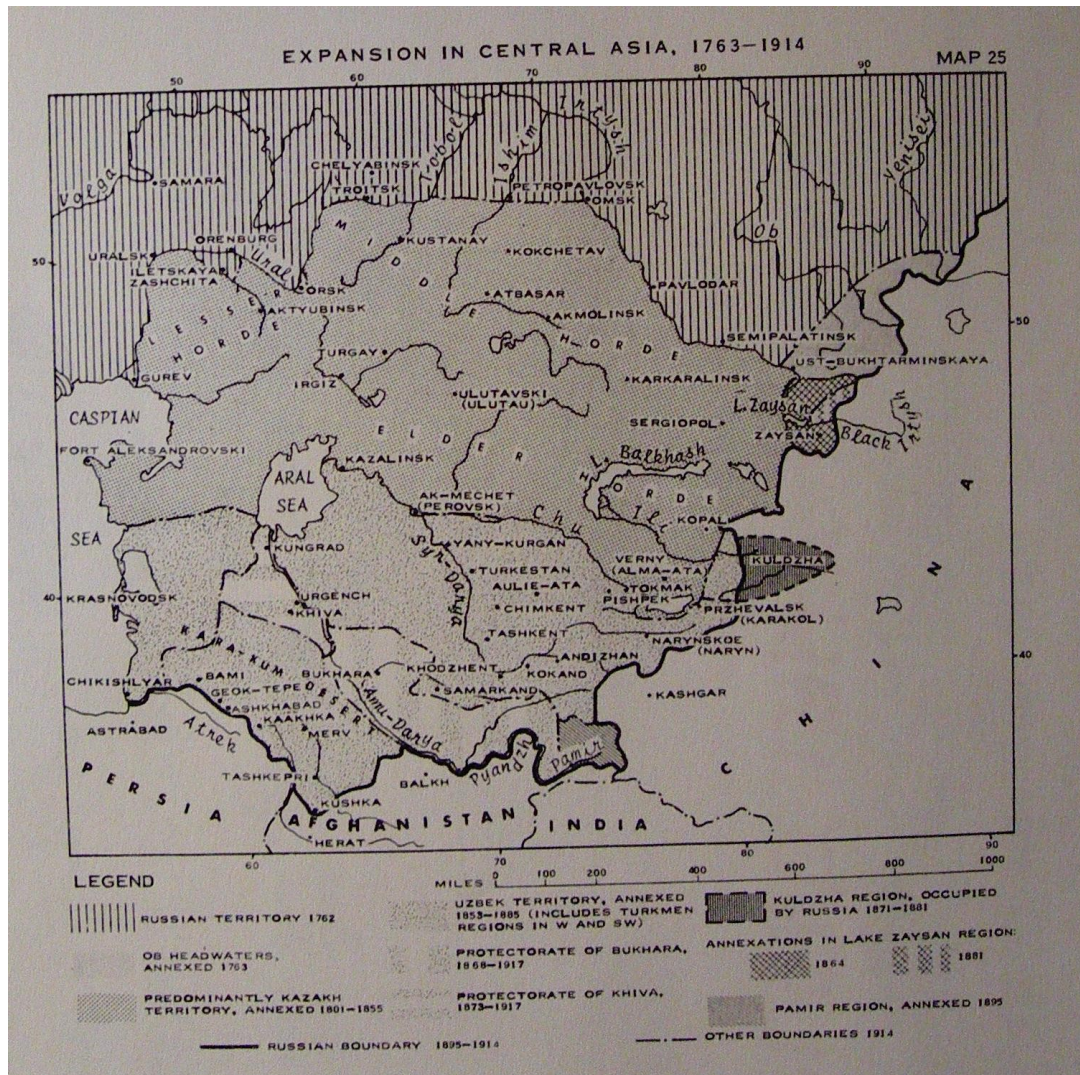 EXPANSION IN CENTRAL ASIA, 1763–1914
MAP 25
50
60
70
80
90
Volga
SAMARA
CHELYABINSK
TROITSK
Tobol
Ishim
Irtysh
PETROPAVLOVSK
OMSK
Ob
Yenisei
50
URALSK
ORENBURG
Ural
ILETSKAYA
ZASHCHITA
ORSK
AKTYUBINSK
LESSER
HORDE
MIDDLE HORDE
KUSTANAY
KOKCHETAV
ATBASAR
AKMOLINSK
PAVLODAR
50
SEMIPALATINSK
UST-BUKHTARMINSKAYA
TURGAY
IRGIZ
GUREV
KARKARALINSK
ULUTAVSKI
(ULUTAU)
L. Zaysan
ZAYSAN
Black Irtysh
SERGIOPOL
CASPIAN
SEA
FORT ALEKSANDROVSKI
ELDER HORDE
KAZALINSK
ARAL
SEA
L. Balkhash
AK-MECHET
(PEROVSK)
Chu
Ili
KOPAL
KUNGRAD
Syr-Darya
YANY-KURGAN
TURKESTAN
AULIE-ATA
CHIMKENT
VERNY
(ALMA-ATA)
TOKMAK
PISHPEK
KULDZHA
PRZHEVALSK
(KARAKOL)
40
KRASNOVODSK
URGENCH
KHIVA
TASHKENT
NARYNSKOE
(NARYN)
40
KARA-KUM DESERT
BUKHARA
KHODZHENT
ANDIZHAN
KOKAND
SAMARKAND
KASHGAR
CHIKISHLYAR
BAMI
GEOK-TEPE
ASHKHABAD
KAAKHKA
MERV
Amu-Darya
ASTRABAD
Atrek
TASHKEPRI
KUSHKA
BALKH
Pyandzh
Pamir
CHINA
PERSIA
AFGHANISTAN
INDIA
HERAT
60
70
80
90
LEGEND
MILES 0 100 200 400 600 800 1000
RUSSIAN TERRITORY 1762
OB HEADWATERS,
ANNEXED 1763
PREDOMINANTLY KAZAKH
TERRITORY, ANNEXED 1801–1855
UZBEK TERRITORY, ANNEXED
1853–1885 (INCLUDES TURKMEN
REGIONS IN W AND SW)
PROTECTORATE OF BUKHARA,
1868–1917
PROTECTORATE OF KHIVA,
1873–1917
KULDZHA REGION, OCCUPIED
BY RUSSIA 1871–1881
ANNEXATIONS IN LAKE ZAYSAN REGION:
1864
1881
PAMIR REGION, ANNEXED 1895
RUSSIAN BOUNDARY 1895–1914
OTHER BOUNDARIES 1914